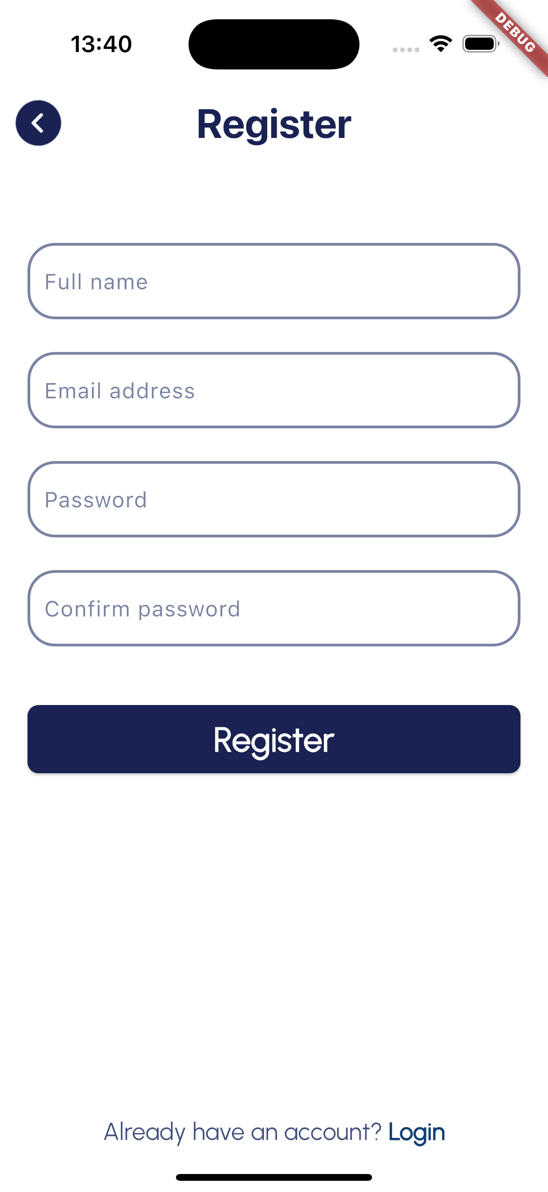 13:40
DEBUG
Register
Full name
Email address
Password
Confirm password
Register
Already have an account? Login